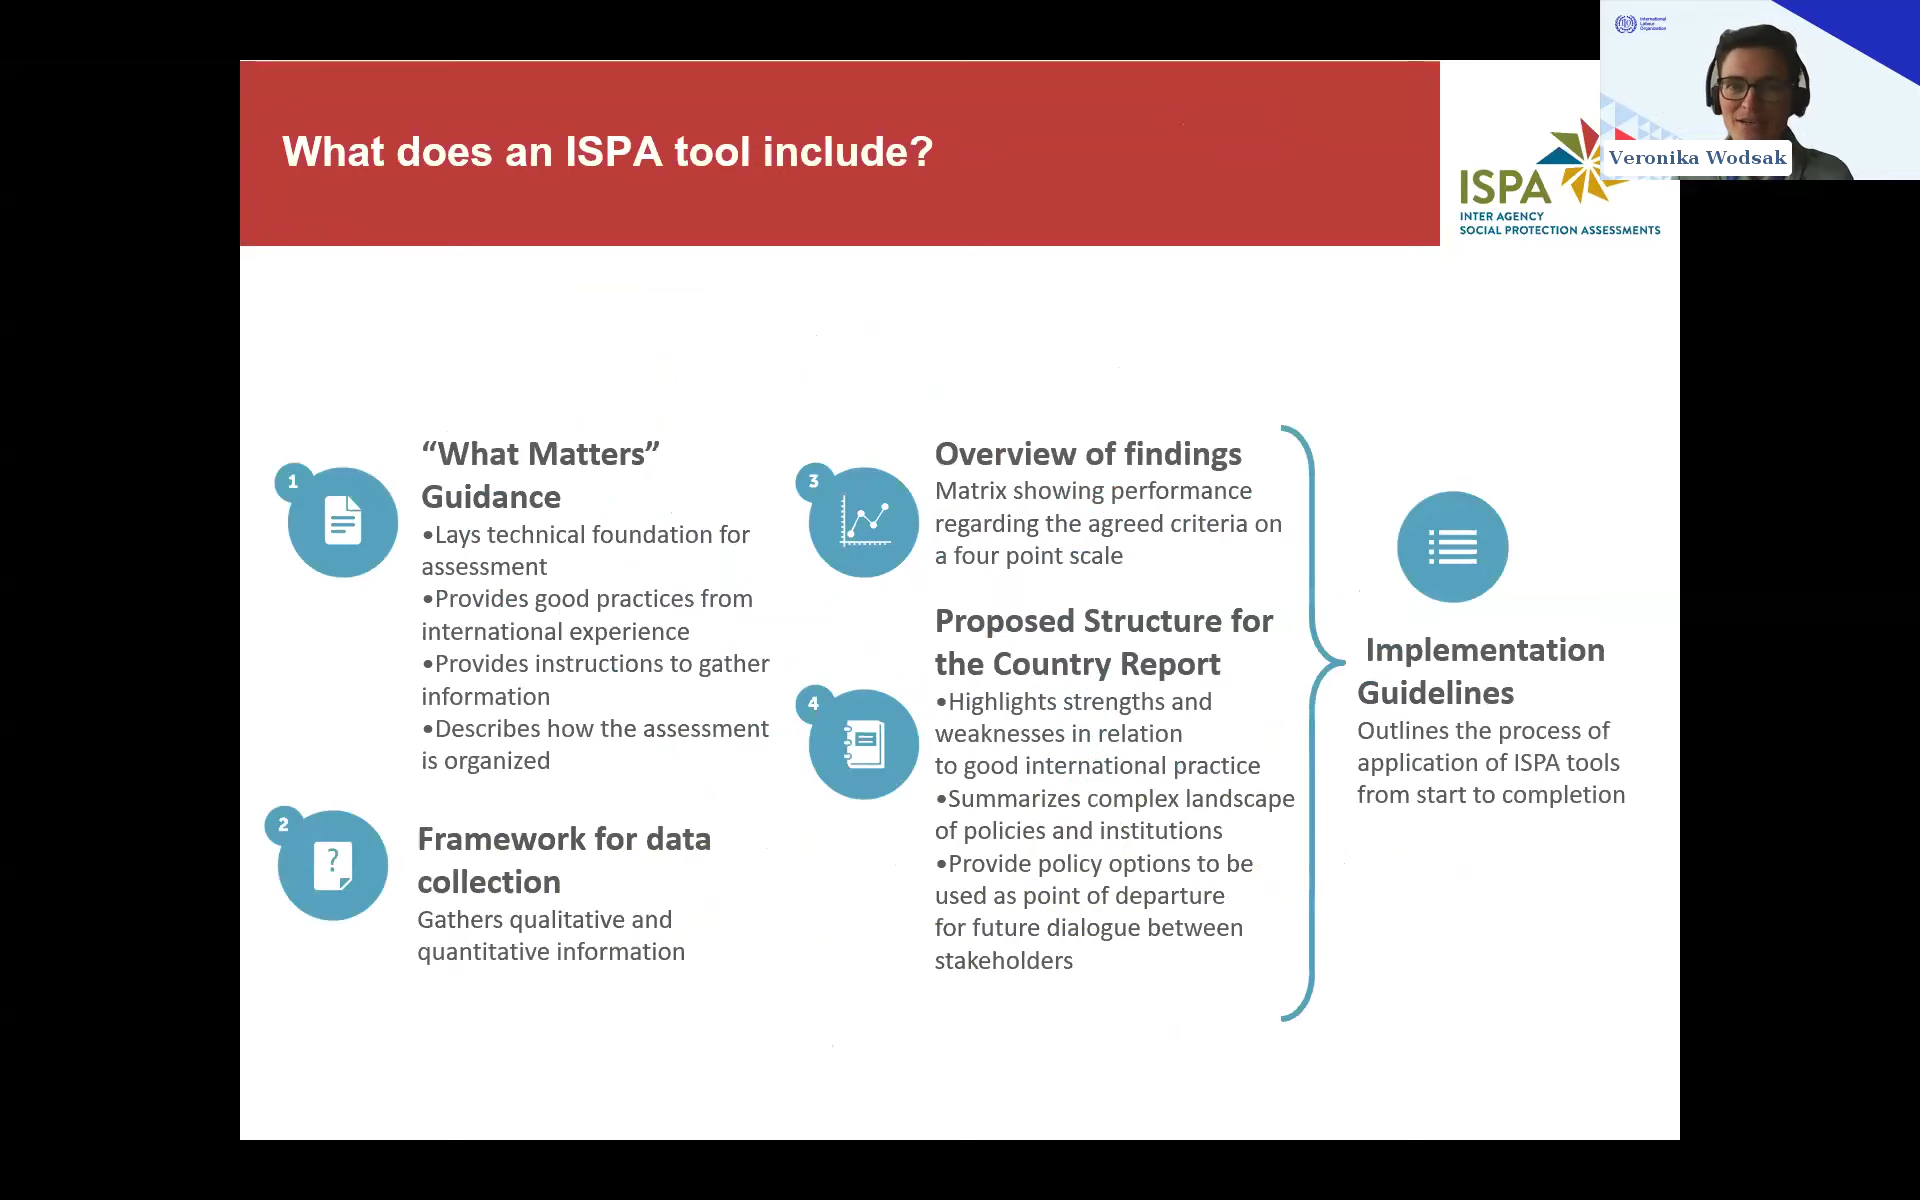 What does an ISPA tool include?
International
Labour
Organization
Veronika Wodsak
ISPA
INTER AGENCY
SOCIAL PROTECTION ASSESSMENTS
1
“What Matters”
Guidance
•Lays technical foundation for
assessment
•Provides good practices from
international experience
•Provides instructions to gather
information
•Describes how the assessment
is organized
2
?
Framework for data
collection
Gathers qualitative and
quantitative information
3
Overview of findings
Matrix showing performance
regarding the agreed criteria on
a four point scale
4
Proposed Structure for
the Country Report
•Highlights strengths and
weaknesses in relation
to good international practice
•Summarizes complex landscape
of policies and institutions
•Provide policy options to be
used as point of departure
for future dialogue between
stakeholders
Implementation
Guidelines
Outlines the process of
application of ISPA tools
from start to completion